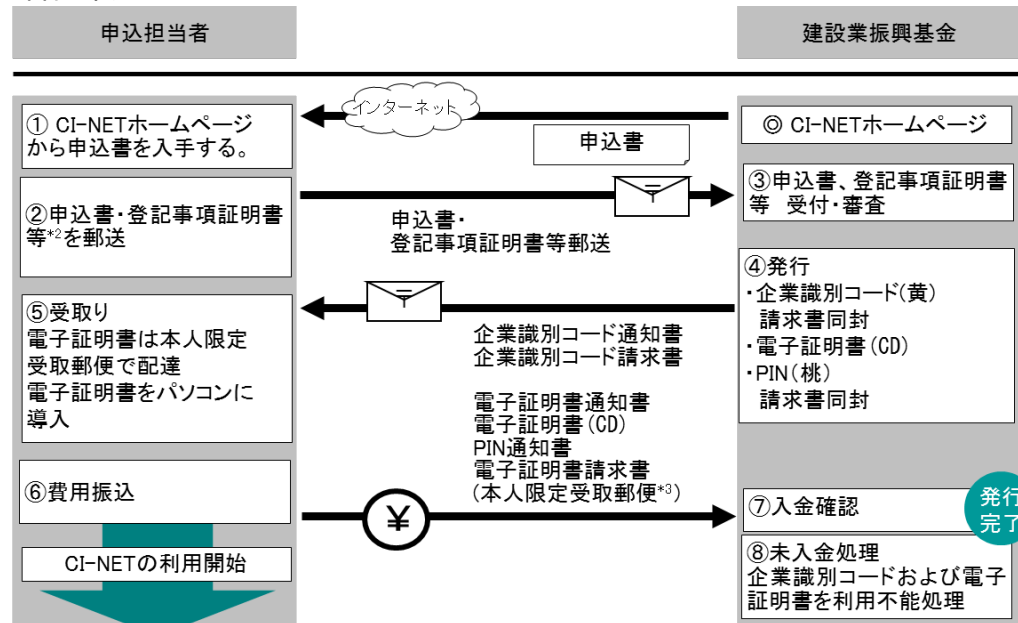 申込担当者
建設業振興基金
① CI-NETホームページ
から申込書を入手する。
インターネット
申込書
◎ CI-NETホームページ
②申込書・登記事項証明書
等*2を郵送
申込書・
登記事項証明書等郵送
③申込書、登記事項証明書
等 受付・審査
④発行
・企業識別コード(黄)
請求書同封
・電子証明書(CD)
・PIN(桃)
請求書同封
⑤受取り
電子証明書は本人限定
受取郵便で配達
電子証明書をパソコンに
導入
企業識別コード通知書
企業識別コード請求書
電子証明書通知書
電子証明書(CD)
PIN通知書
電子証明書請求書
(本人限定受取郵便*3)
⑥費用振込
¥
⑦入金確認
発行
完了
CI-NETの利用開始
⑧未入金処理
企業識別コードおよび電子
証明書を利用不能処理